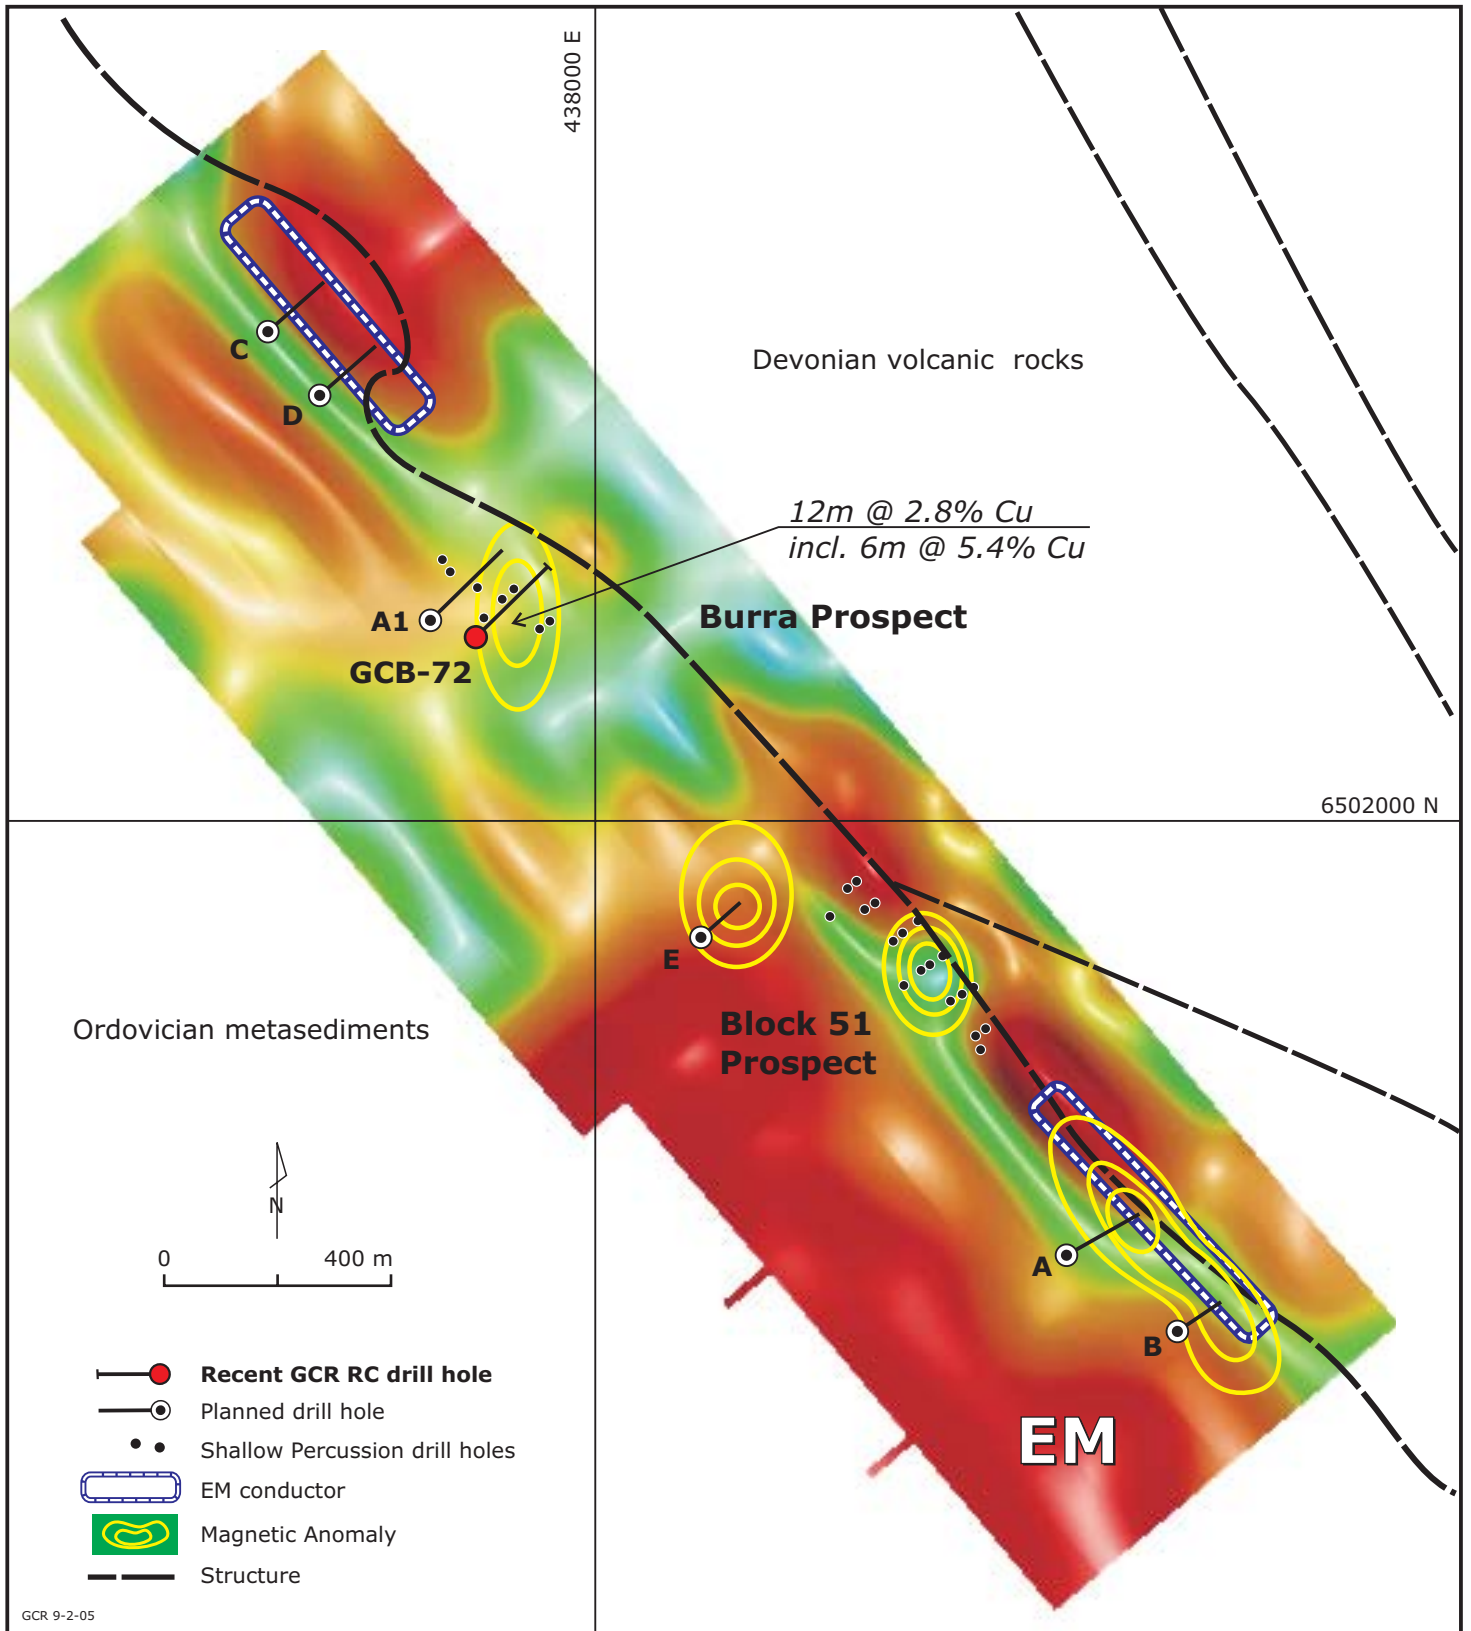 438000 E
Devonian volcanic rocks
C
D
12m @ 2.8% Cu
incl. 6m @ 5.4% Cu
Burra Prospect
A1
GCB-72
6502000 N
E
Block 51
Prospect
Ordovician metasediments
N
0 400 m
A
B
EM
Recent GCR RC drill hole
Planned drill hole
Shallow Percussion drill holes
EM conductor
Magnetic Anomaly
Structure
GCR 9-2-05